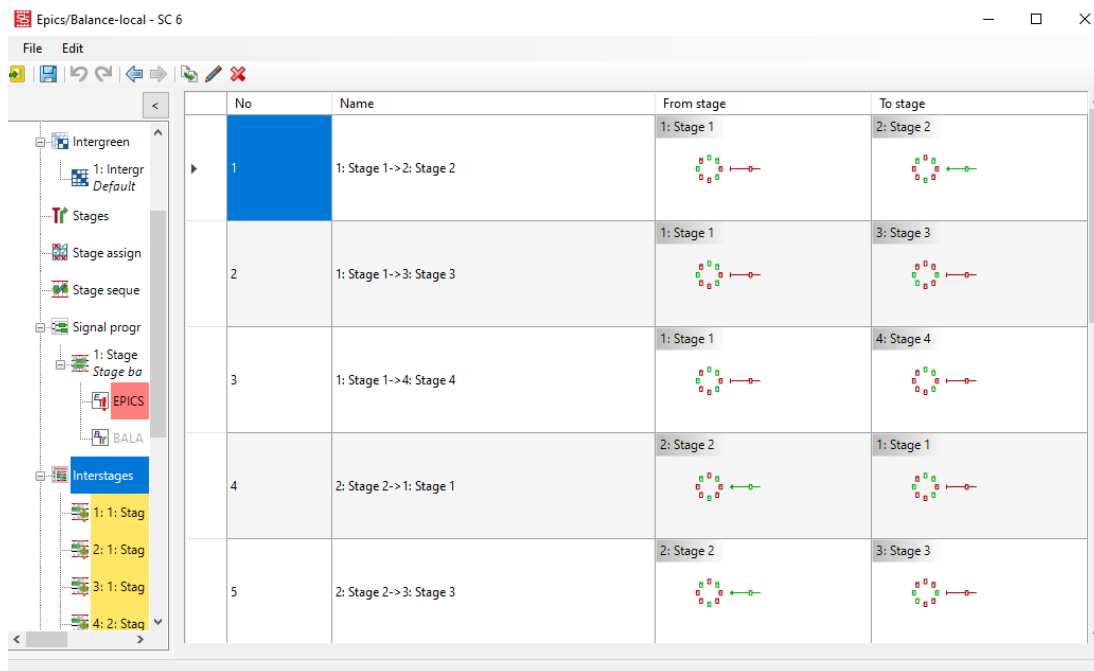 Epics/Balance-local - SC 6
File Edit
No Name From stage To stage
Intergreen
1: Intergr
Default
Stages
Stage assign
Stage seque
Signal progr
1: Stage
Stage ba
EPICS
BALA
Interstages
1: 1: Stag
2: 1: Stag
3: 1: Stag
4: 2: Stag
1 1: Stage 1->2: Stage 2 1: Stage 1 2: Stage 2
2 1: Stage 1->3: Stage 3 1: Stage 1 3: Stage 3
3 1: Stage 1->4: Stage 4 1: Stage 1 4: Stage 4
4 2: Stage 2->1: Stage 1 2: Stage 2 1: Stage 1
5 2: Stage 2->3: Stage 3 2: Stage 2 3: Stage 3